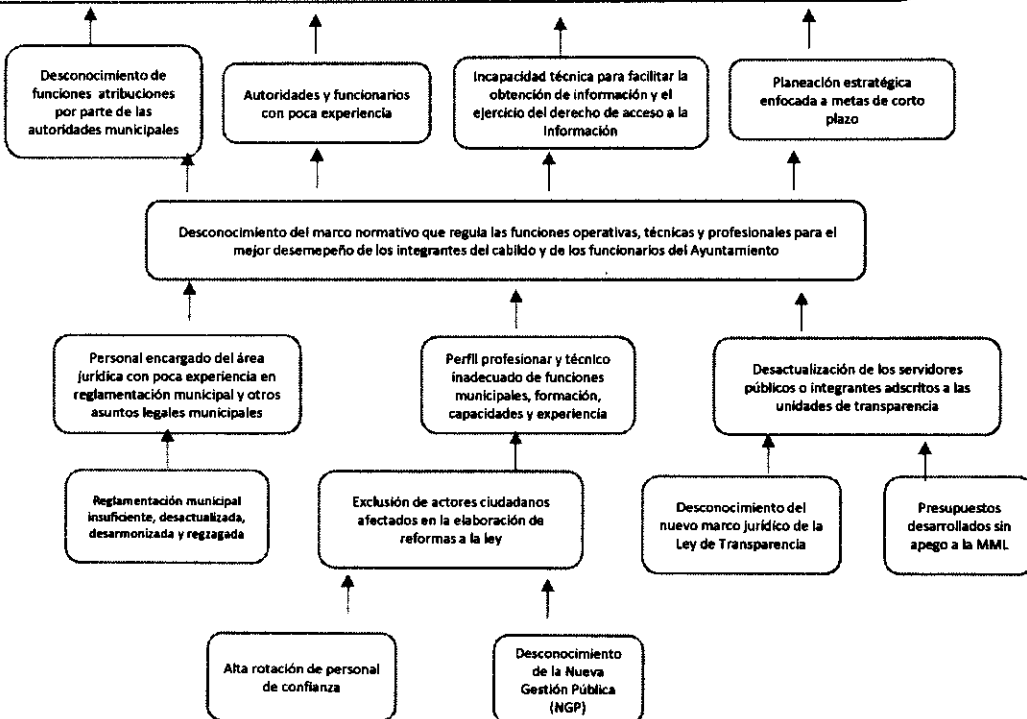 Desconocimiento de
funciones atribuciones
por parte de las
autoridades municipales
Autoridades y funcionarios
con poca experiencia
Incapacidad técnica para facilitar la
obtención de información y el
ejercicio del derecho de acceso a la
Información
Planeación estratégica
enfocada a metas de corto
plazo
Desconocimiento del marco normativo que regula las funciones operativas, técnicas y profesionales para el
mejor desemepeño de los integrantes del cabildo y de los funcionarios del Ayuntamiento
Personal encargado del área
jurídica con poca experiencia en
reglamentación municipal y otros
asuntos legales municipales
Perfil profesionar y técnico
inadecuado de funciones
municipales, formación,
capacidades y experiencia
Desactualización de los servidores
públicos o integrantes adscritos a las
unidades de transparencia
Reglamentación municipal
insuficiente, desactualizada,
desarmonizada y regzagada
Exclusión de actores ciudadanos
afectados en la elaboración de
reformas a la ley
Desconocimiento del
nuevo marco jurídico de la
Ley de Transparencia
Presupuestos
desarrollados sin
apego a la MML
Alta rotación de personal
de confianza
Desconocimiento
de la Nueva
Gestión Pública
(NGP)